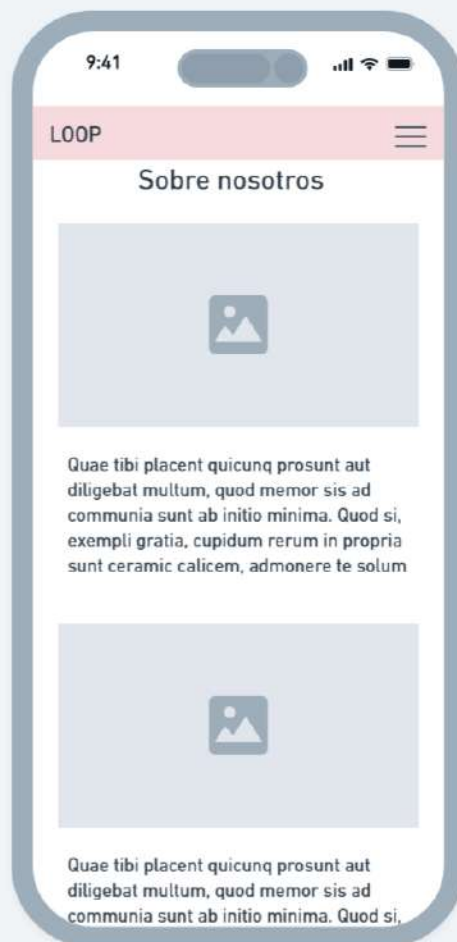 9:41
LOOP
Sobre nosotros
Quae tibi placent quicunq prosunt aut
diligebat multum, quod memor sis ad
communia sunt ab initio minima. Quod si,
exempli gratia, cupidum rerum in propria
sunt ceramic calicem, admonere te solum
Quae tibi placent quicunq prosunt aut
diligebat multum, quod memor sis ad
communia sunt ab initio minima. Quod si,